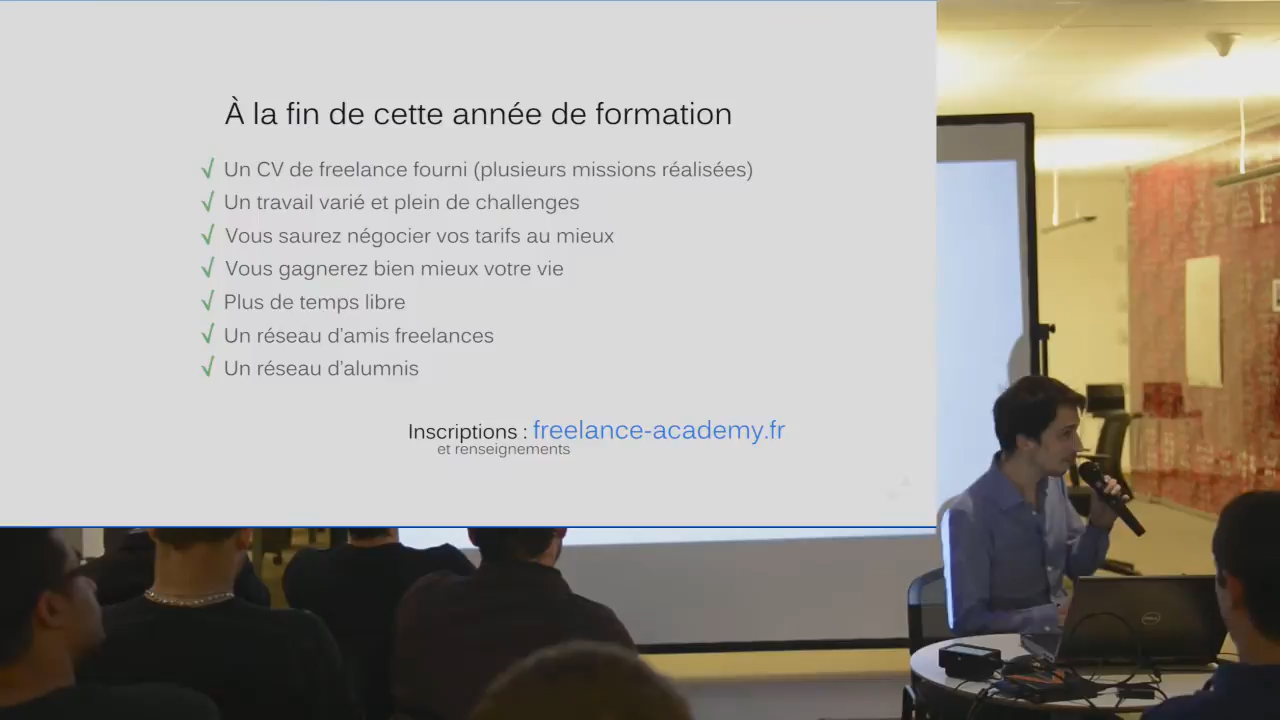 À la fin de cette année de formation
√ Un CV de freelance fourni (plusieurs missions réalisées)
√ Un travail varié et plein de challenges
√ Vous saurez négocier vos tarifs au mieux
√ Vous gagnerez bien mieux votre vie
√ Plus de temps libre
√ Un réseau d'amis freelances
√ Un réseau d'alumnis
Inscriptions : freelance-academy.fr
et renseignements
DELL